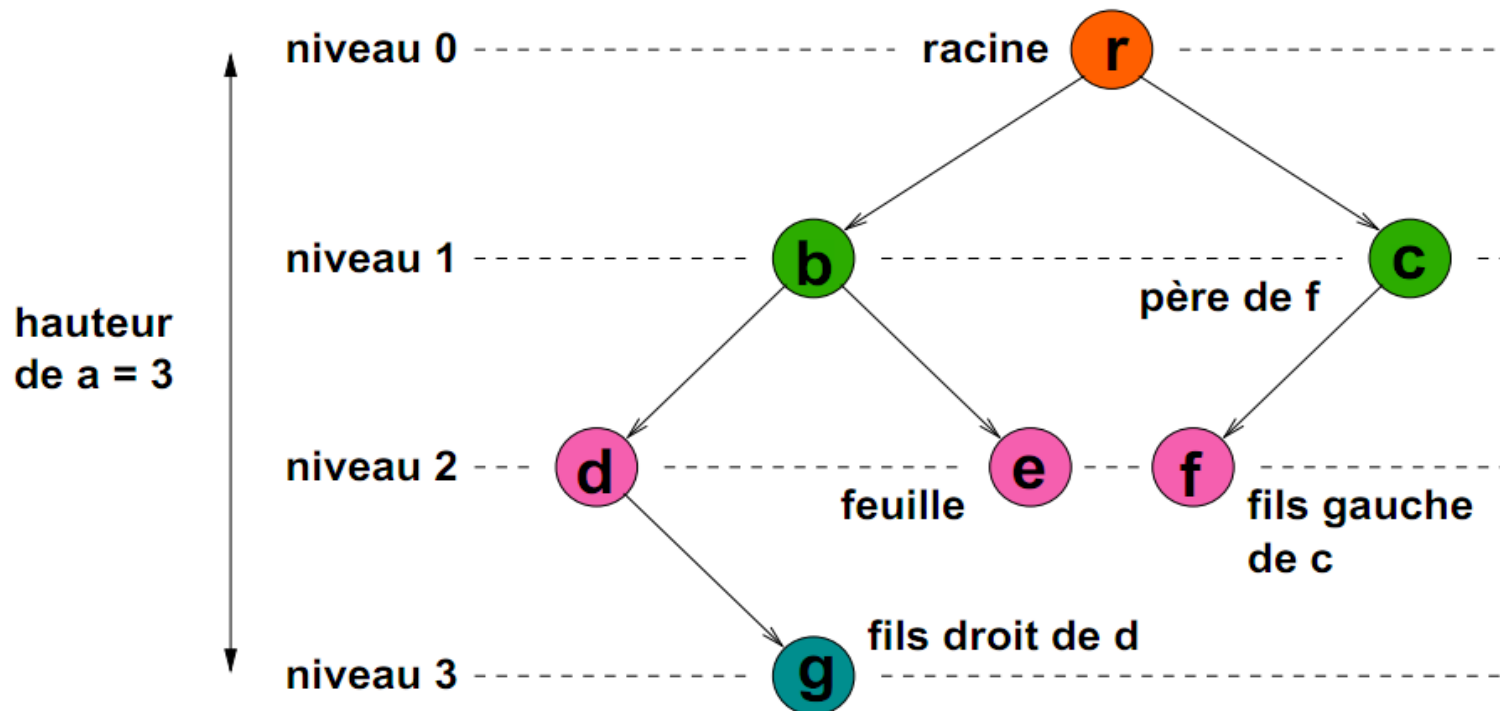 niveau 0
racine
r
niveau 1
b
c
père de f
hauteur
de a = 3
niveau 2
d
e
f
feuille
fils gauche
de c
fils droit de d
niveau 3
g